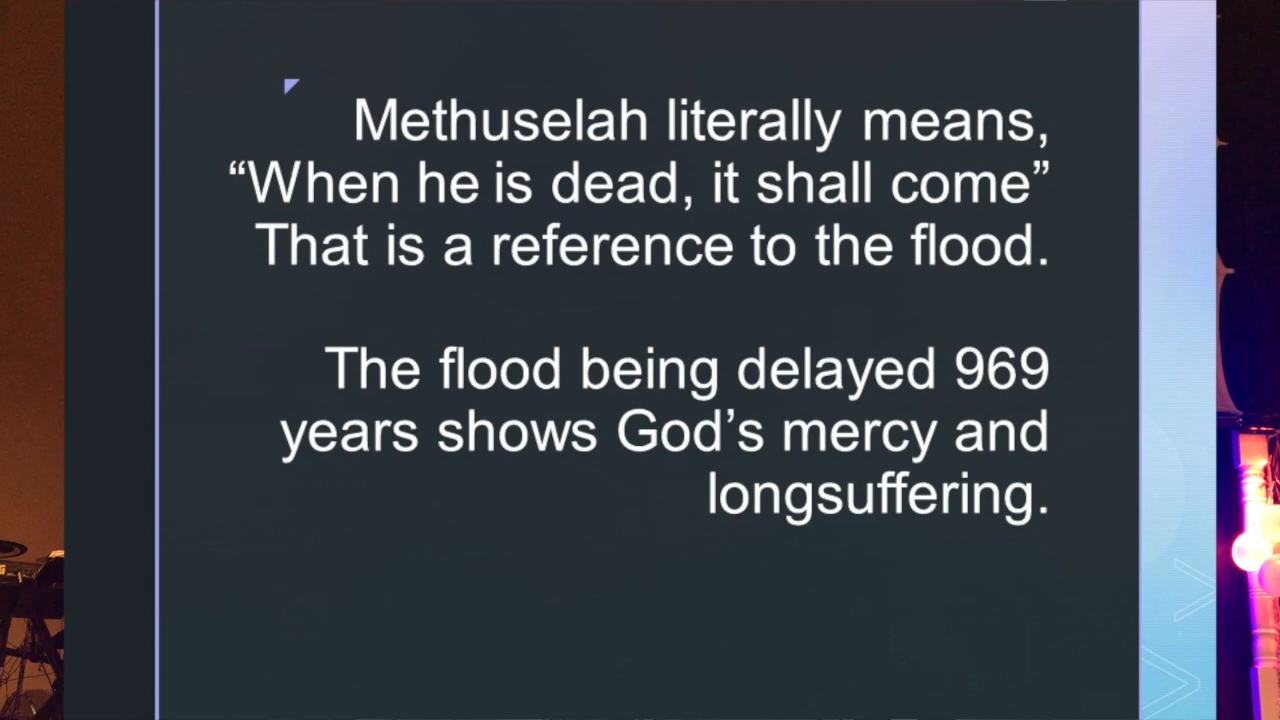 Methuselah literally means,
“When he is dead, it shall come”
That is a reference to the flood.
The flood being delayed 969
years shows God’s mercy and
longsuffering.